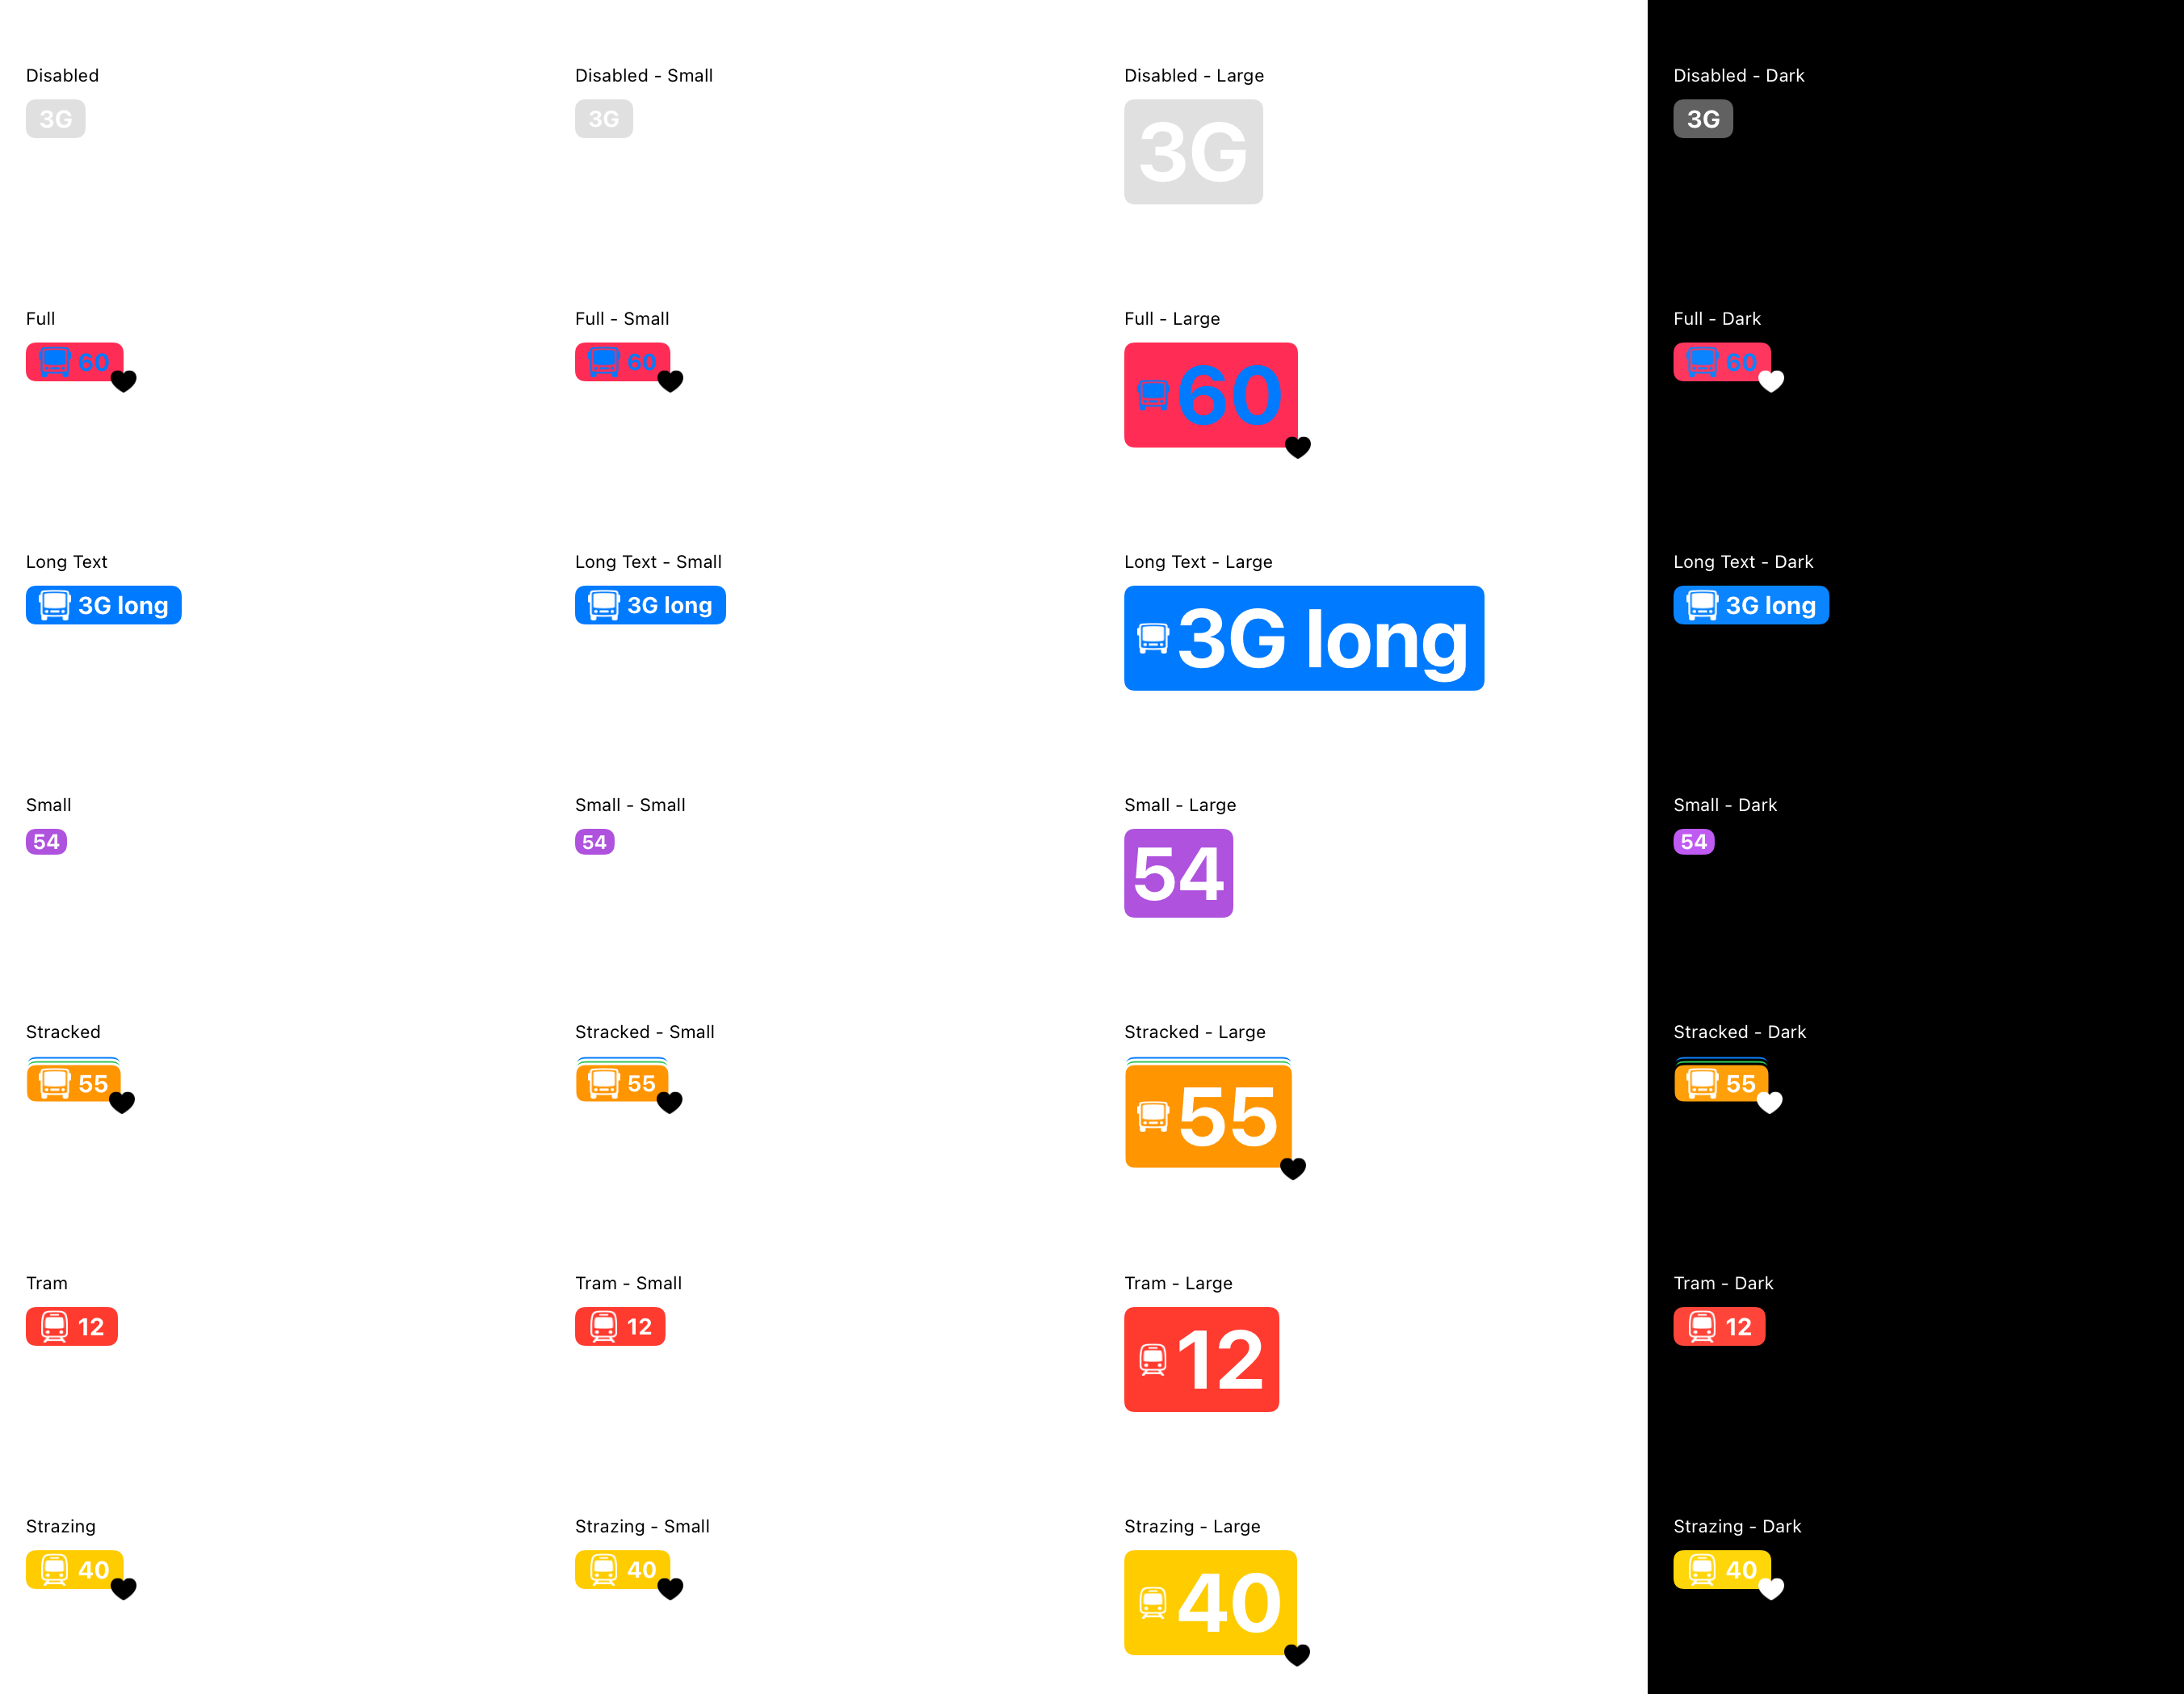 Disabled
Disabled - Small
Disabled - Large
Disabled - Dark
3G
3G
3G
3G
Full
Full - Small
Full - Large
Full - Dark
60
60
60
60
Long Text
Long Text - Small
Long Text - Large
Long Text - Dark
3G long
3G long
3G long
3G long
Small
Small - Small
Small - Large
Small - Dark
54
54
54
54
Stracked
Stracked - Small
Stracked - Large
Stracked - Dark
55
55
55
55
Tram
Tram - Small
Tram - Large
Tram - Dark
12
12
12
12
Strazing
Strazing - Small
Strazing - Large
Strazing - Dark
40
40
40
40